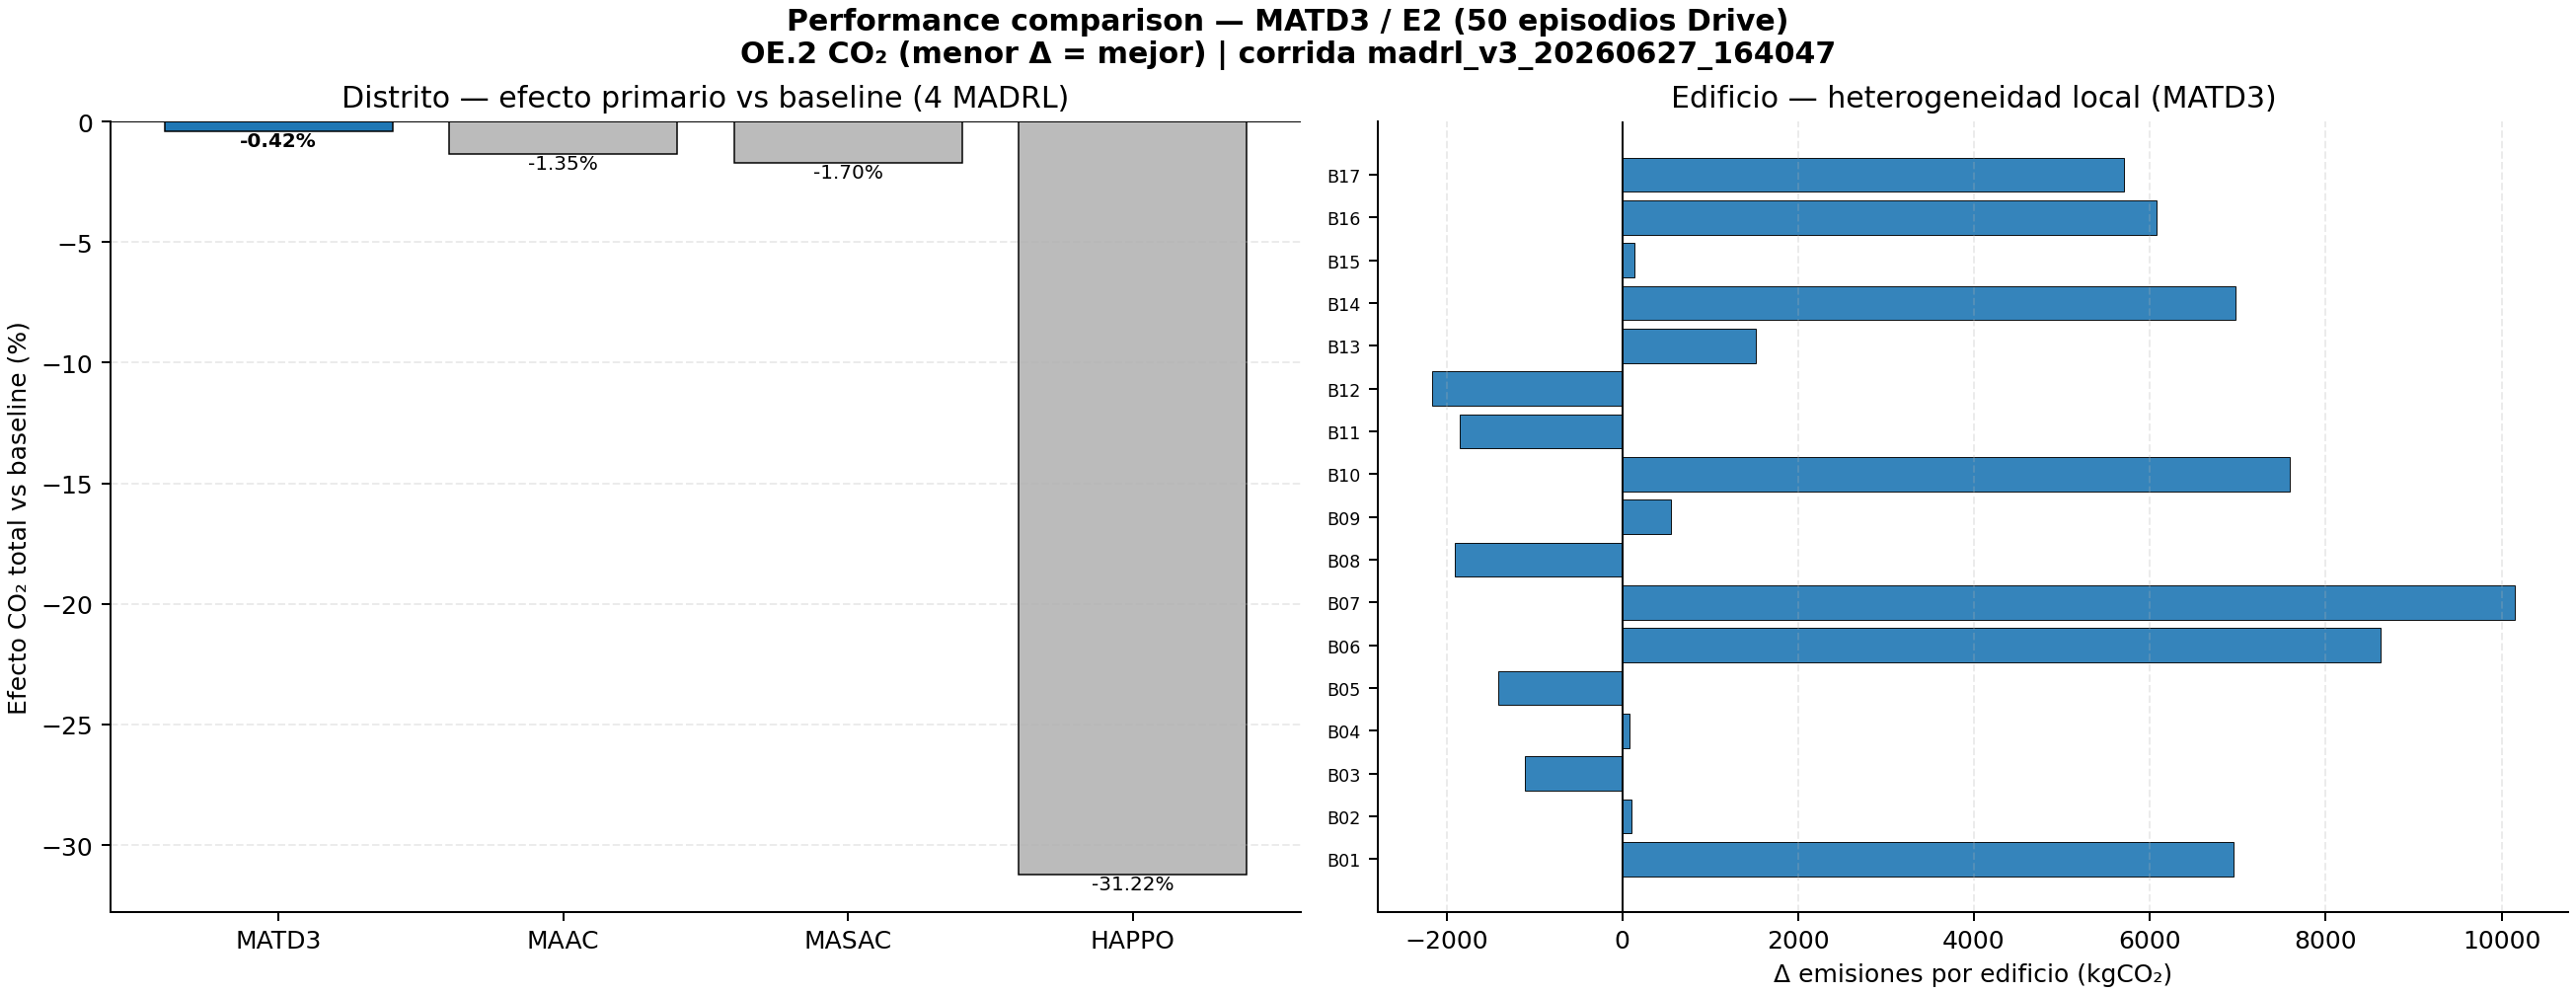 Performance comparison — MATD3 / E2 (50 episodios Drive)
OE.2 CO₂ (menor Δ = mejor) | corrida madrl_v3_20260627_164047
Distrito — efecto primario vs baseline (4 MADRL)
Efecto CO₂ total vs baseline (%)
0
−5
−10
−15
−20
−25
−30
-0.42%
-1.35%
-1.70%
-31.22%
MATD3
MAAC
MASAC
HAPPO
Edificio — heterogeneidad local (MATD3)
B17
B16
B15
B14
B13
B12
B11
B10
B09
B08
B07
B06
B05
B04
B03
B02
B01
−2000
0
2000
4000
6000
8000
10000
Δ emisiones por edificio (kgCO₂)